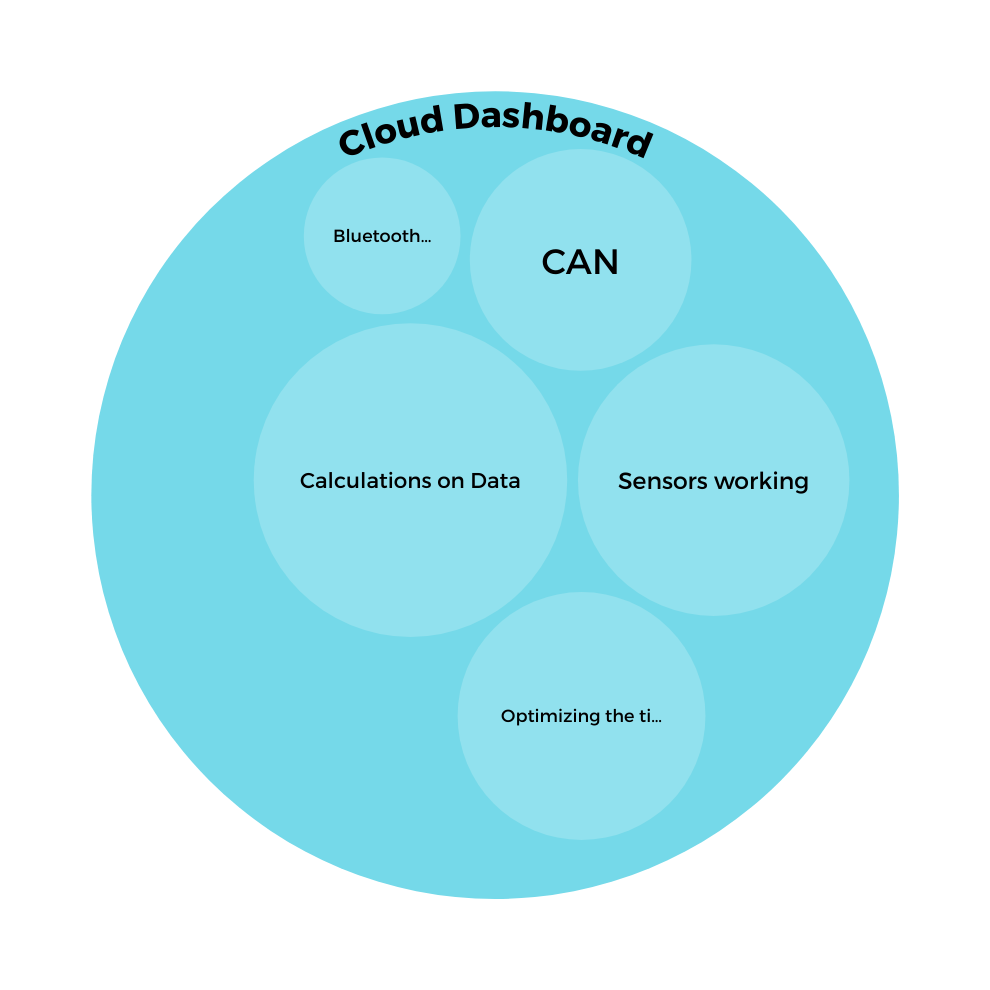 Cloud Dashboard
Bluetooth...
CAN
Calculations on Data
Sensors working
Optimizing the ti...